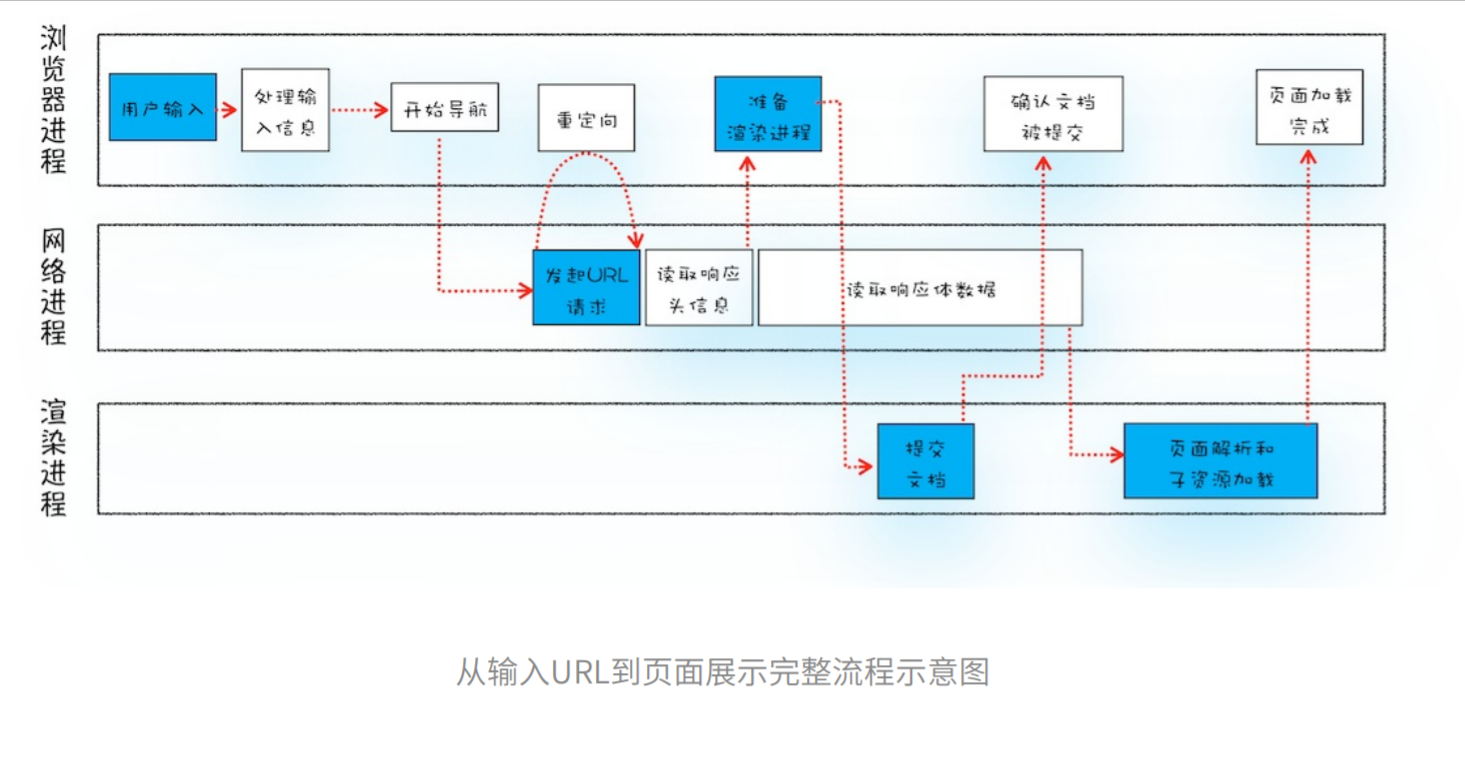 浏览器进程
用户输入
处理输
入信息
开始导航
重定向
准备
渲染进程
确认文档
被提交
页面加载
完成
网络进程
发起URL
请求
读取响应
头信息
读取响应体数据
渲染进程
提交
文档
页面解析和
子资源加载
从输入URL到页面展示完整流程示意图